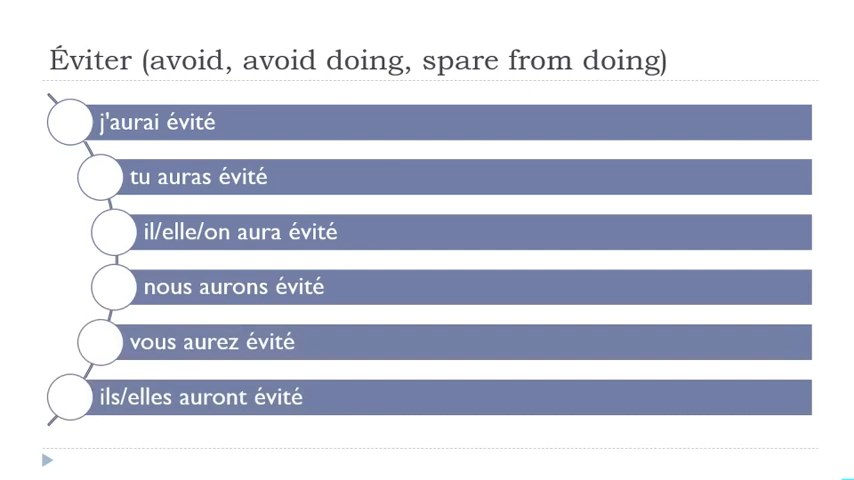 Éviter (avoid, avoid doing, spare from doing)
j'aurai évité
tu auras évité
il/elle/on aura évité
nous aurons évité
vous aurez évité
ils/elles auront évité